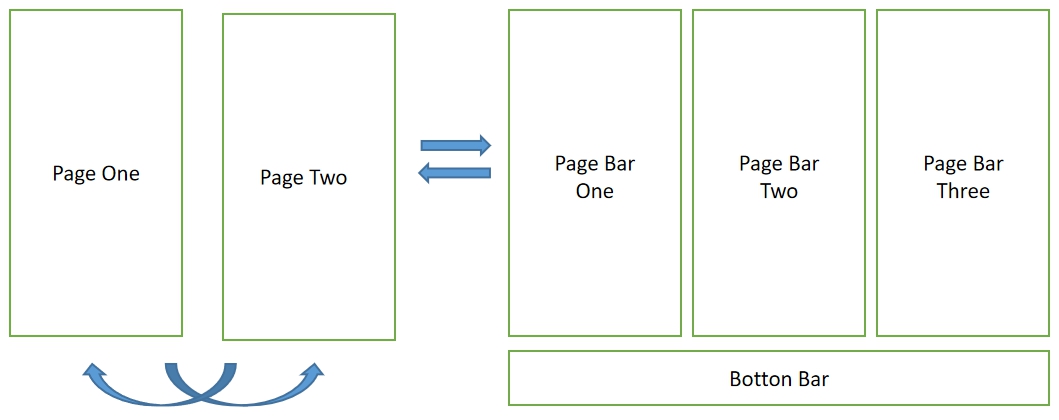 Page One
Page Two
Page Bar
One
Page Bar
Two
Page Bar
Three
Botton Bar